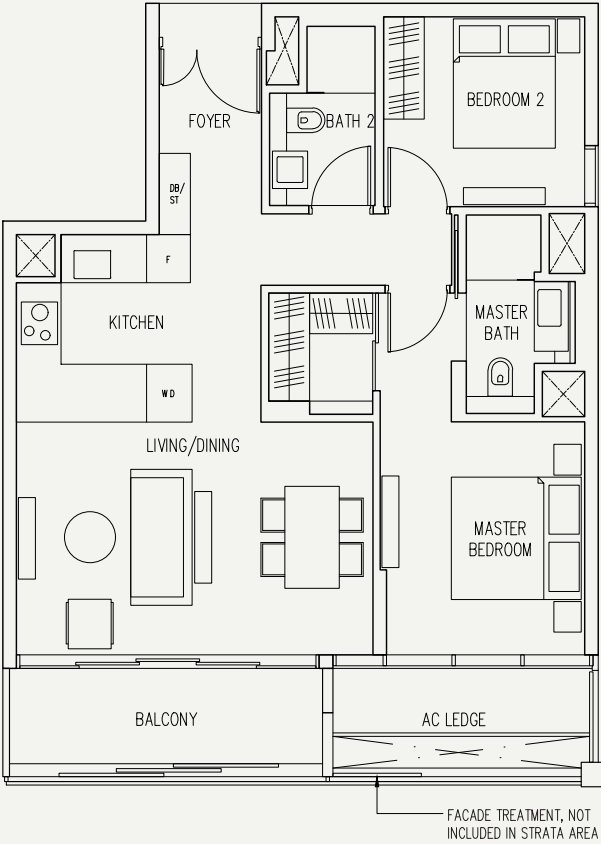 FOYER
BATH 2
BEDROOM 2
DB/
ST
F
KITCHEN
MASTER
BATH
WD
LIVING/DINING
MASTER
BEDROOM
BALCONY
AC LEDGE
FACADE TREATMENT, NOT
INCLUDED IN STRATA AREA